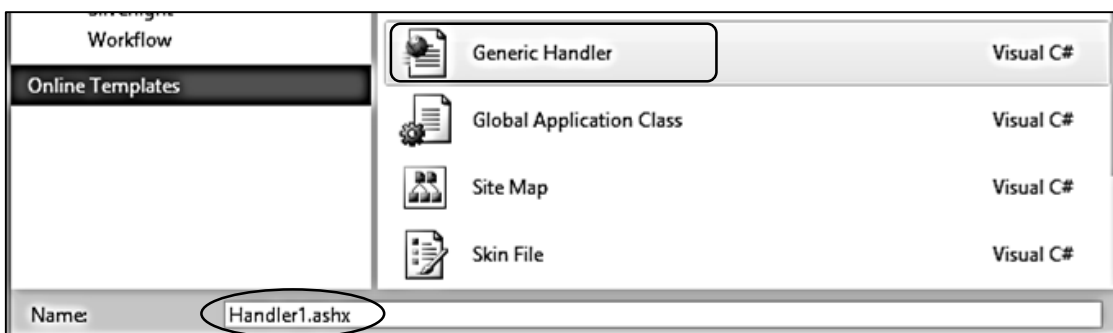 Workflow
Online Templates
Generic Handler Visual C#
Global Application Class Visual C#
Site Map Visual C#
Skin File Visual C#
Name: Handler1.ashx